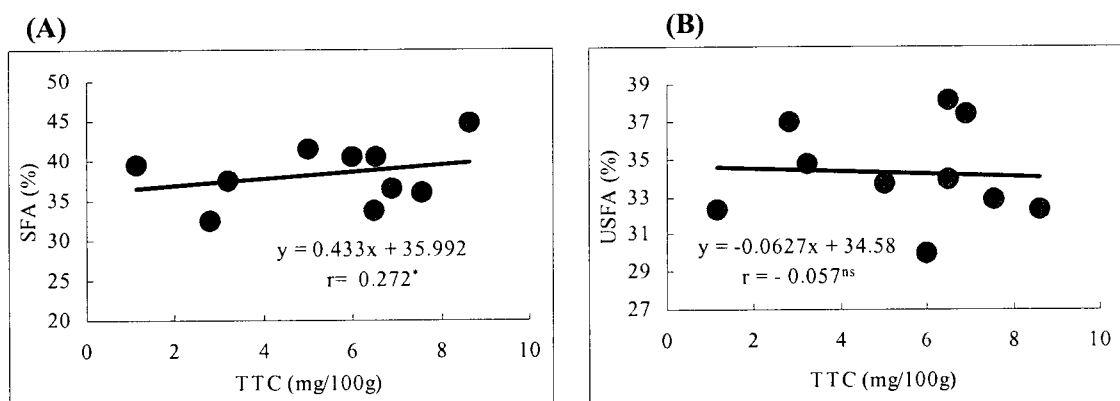 (A)
50
45
40
35
30
25
20
SFA (%)
y = 0.433x + 35.992
r= 0.272*
0 2 4 6 8 10
TTC (mg/100g)
(B)
39
37
35
33
31
29
27
USFA (%)
y = -0.0627x + 34.58
r = - 0.057ns
0 2 4 6 8 10
TTC (mg/100g)